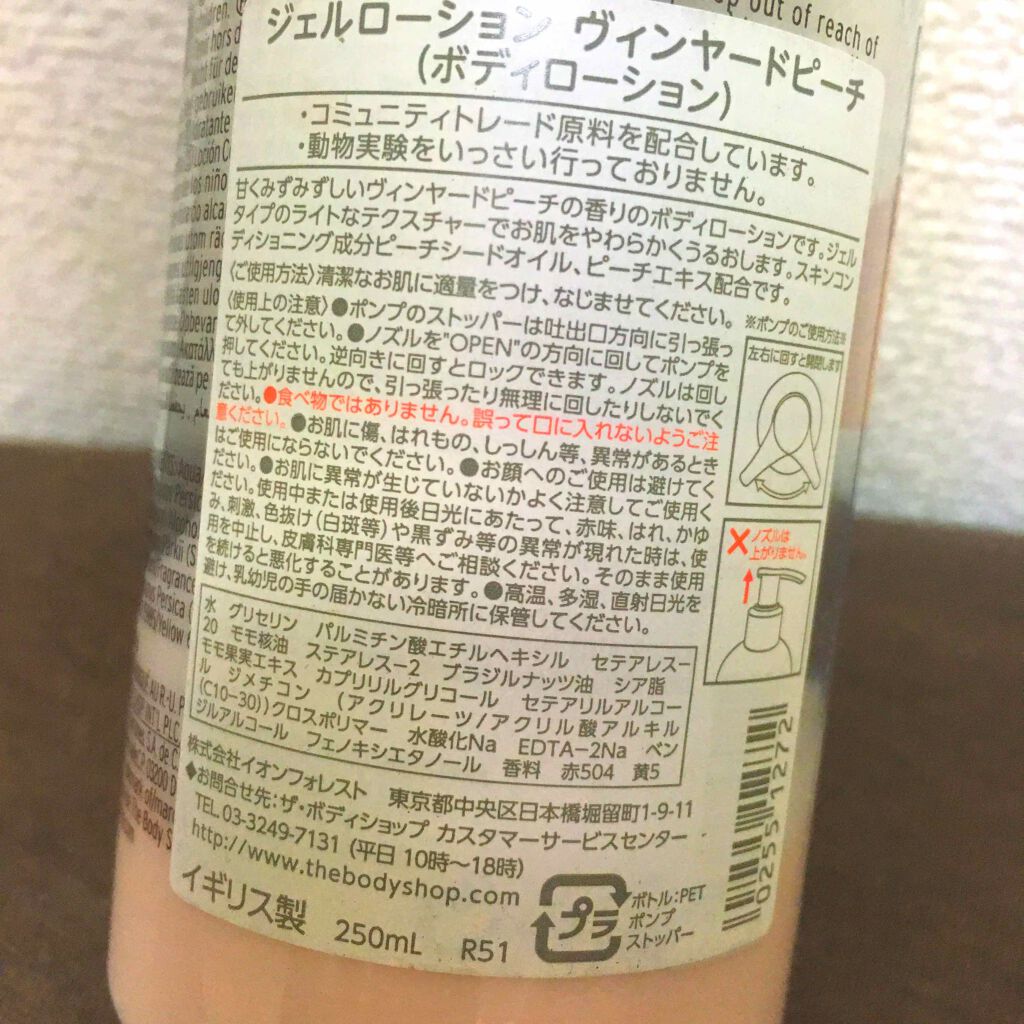 out of reach of
ジェルローション ヴィンヤードピーチ
(ボディローション)
・コミュニティトレード原料を配合しています。
・動物実験をいっさい行っておりません。
甘くみずみずしいヴィンヤードピーチの香りのボディローションです。ジェル
タイプのライトなテクスチャーでお肌をやわらかくうるおします。スキンコン
ディショニング成分ピーチシードオイル、ピーチエキス配合です。
〈ご使用方法〉清潔なお肌に適量をつけ、なじませてください。
〈使用上の注意〉●ポンプのストッパーは吐出口方向に引っ張っ
て外してください。●ノズルを"OPEN"の方向に回してポンプを
押してください。逆向きに回すとロックできます。ノズルは回し
ても上がりませんので、引っ張ったり無理に回したりしないでく
ださい。●食べ物ではありません。誤って口に入れないようご注
意ください。●お肌に傷、はれもの、しっしん等、異常があるとき
はご使用にならないでください。●お顔へのご使用は避けてく
ださい。●お肌に異常が生じていないかよく注意してご使用く
ださい。使用中または使用後日光にあたって、赤味、はれ、かゆ
み、刺激、色抜け(白斑等)や黒ずみ等の異常が現れた時は、使
用を中止し、皮膚科専門医等へご相談ください。そのまま使用
を続けると悪化することがあります。●高温、多湿、直射日光を
避け、乳幼児の手の届かない冷暗所に保管してください。
※ポンプのご使用方法※
左右に回すと開閉します
ノズルは
上がりません。
水 グリセリン パルミチン酸エチルヘキシル セテアレス-
20 モモ核油 ステアレス-2 ブラジルナッツ油 シア脂
モモ果実エキス カプリリルグリコール セテアリルアルコー
ル ジメチコン (アクリレーツ/アクリル酸アルキル
(C10-30))クロスポリマー 水酸化Na EDTA-2Na ベン
ジルアルコール フェノキシエタノール 香料 赤504 黄5
株式会社イオンフォレスト 東京都中央区日本橋堀留町1-9-11
◆お問合せ先:ザ・ボディショップ カスタマーサービスセンター
TEL. 03-3249-7131 (平日 10時〜18時)
http://www.thebodyshop.com
イギリス製 250mL R51
プラ
ボトル:PET
ポンプ
ストッパー
0255 1272